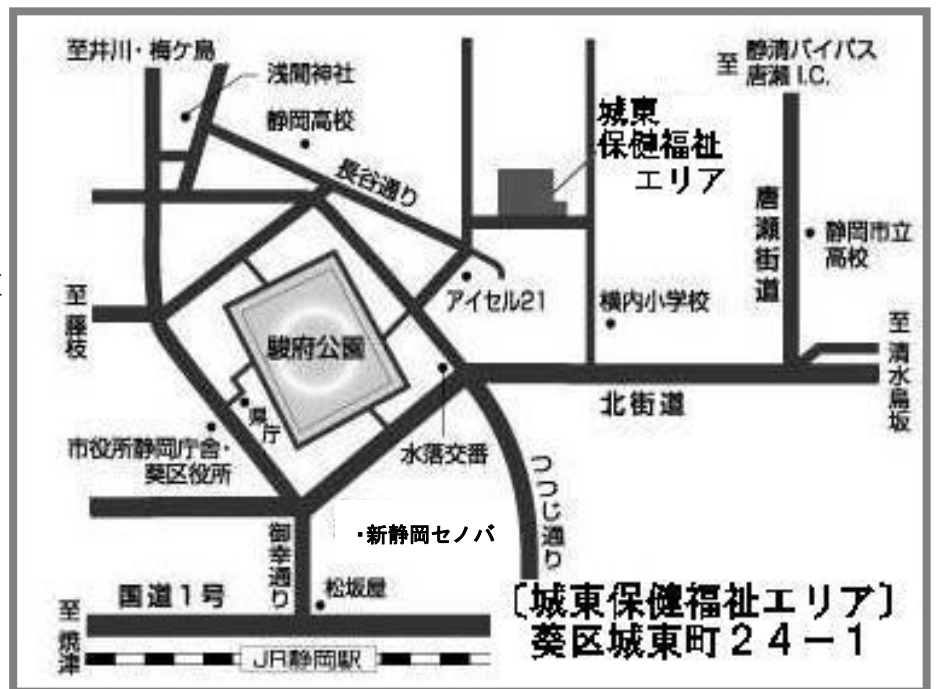 至井川・梅ケ島
浅間神社
静岡高校
長谷通り
城東
保健福祉
エリア
至
静清バイパス
唐瀬 I.C.
唐瀬街道
静岡市立
高校
至藤枝
アイセル21
横内小学校
至清水鳥坂
駿府公園
県庁
北街道
市役所静岡庁舎・
葵区役所
水落交番
つつじ通り
御幸通り
・新静岡セノバ
国道1号
松坂屋
至焼津
JR静岡駅
〔城東保健福祉エリア〕
葵区城東町24－1